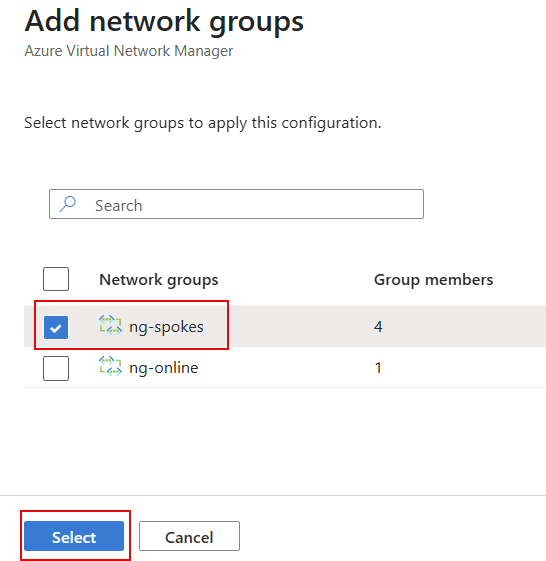 Add network groups
Azure Virtual Network Manager
Select network groups to apply this configuration.
Search
Network groups Group members
ng-spokes 4
ng-online 1
Select Cancel